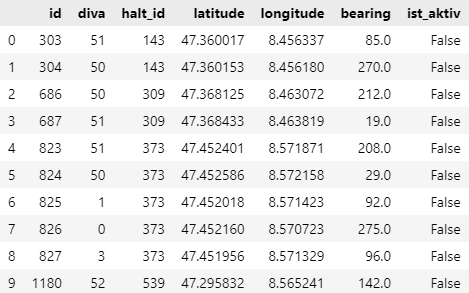 id diva halt_id latitude longitude bearing ist_aktiv
0 303 51 143 47.360017 8.456337 85.0 False
1 304 50 143 47.360153 8.456180 270.0 False
2 686 50 309 47.368125 8.463072 212.0 False
3 687 51 309 47.368433 8.463819 19.0 False
4 823 51 373 47.452401 8.571871 208.0 False
5 824 50 373 47.452586 8.572158 29.0 False
6 825 1 373 47.452018 8.571423 92.0 False
7 826 0 373 47.452160 8.570723 275.0 False
8 827 3 373 47.451956 8.571329 96.0 False
9 1180 52 539 47.295832 8.565241 142.0 False